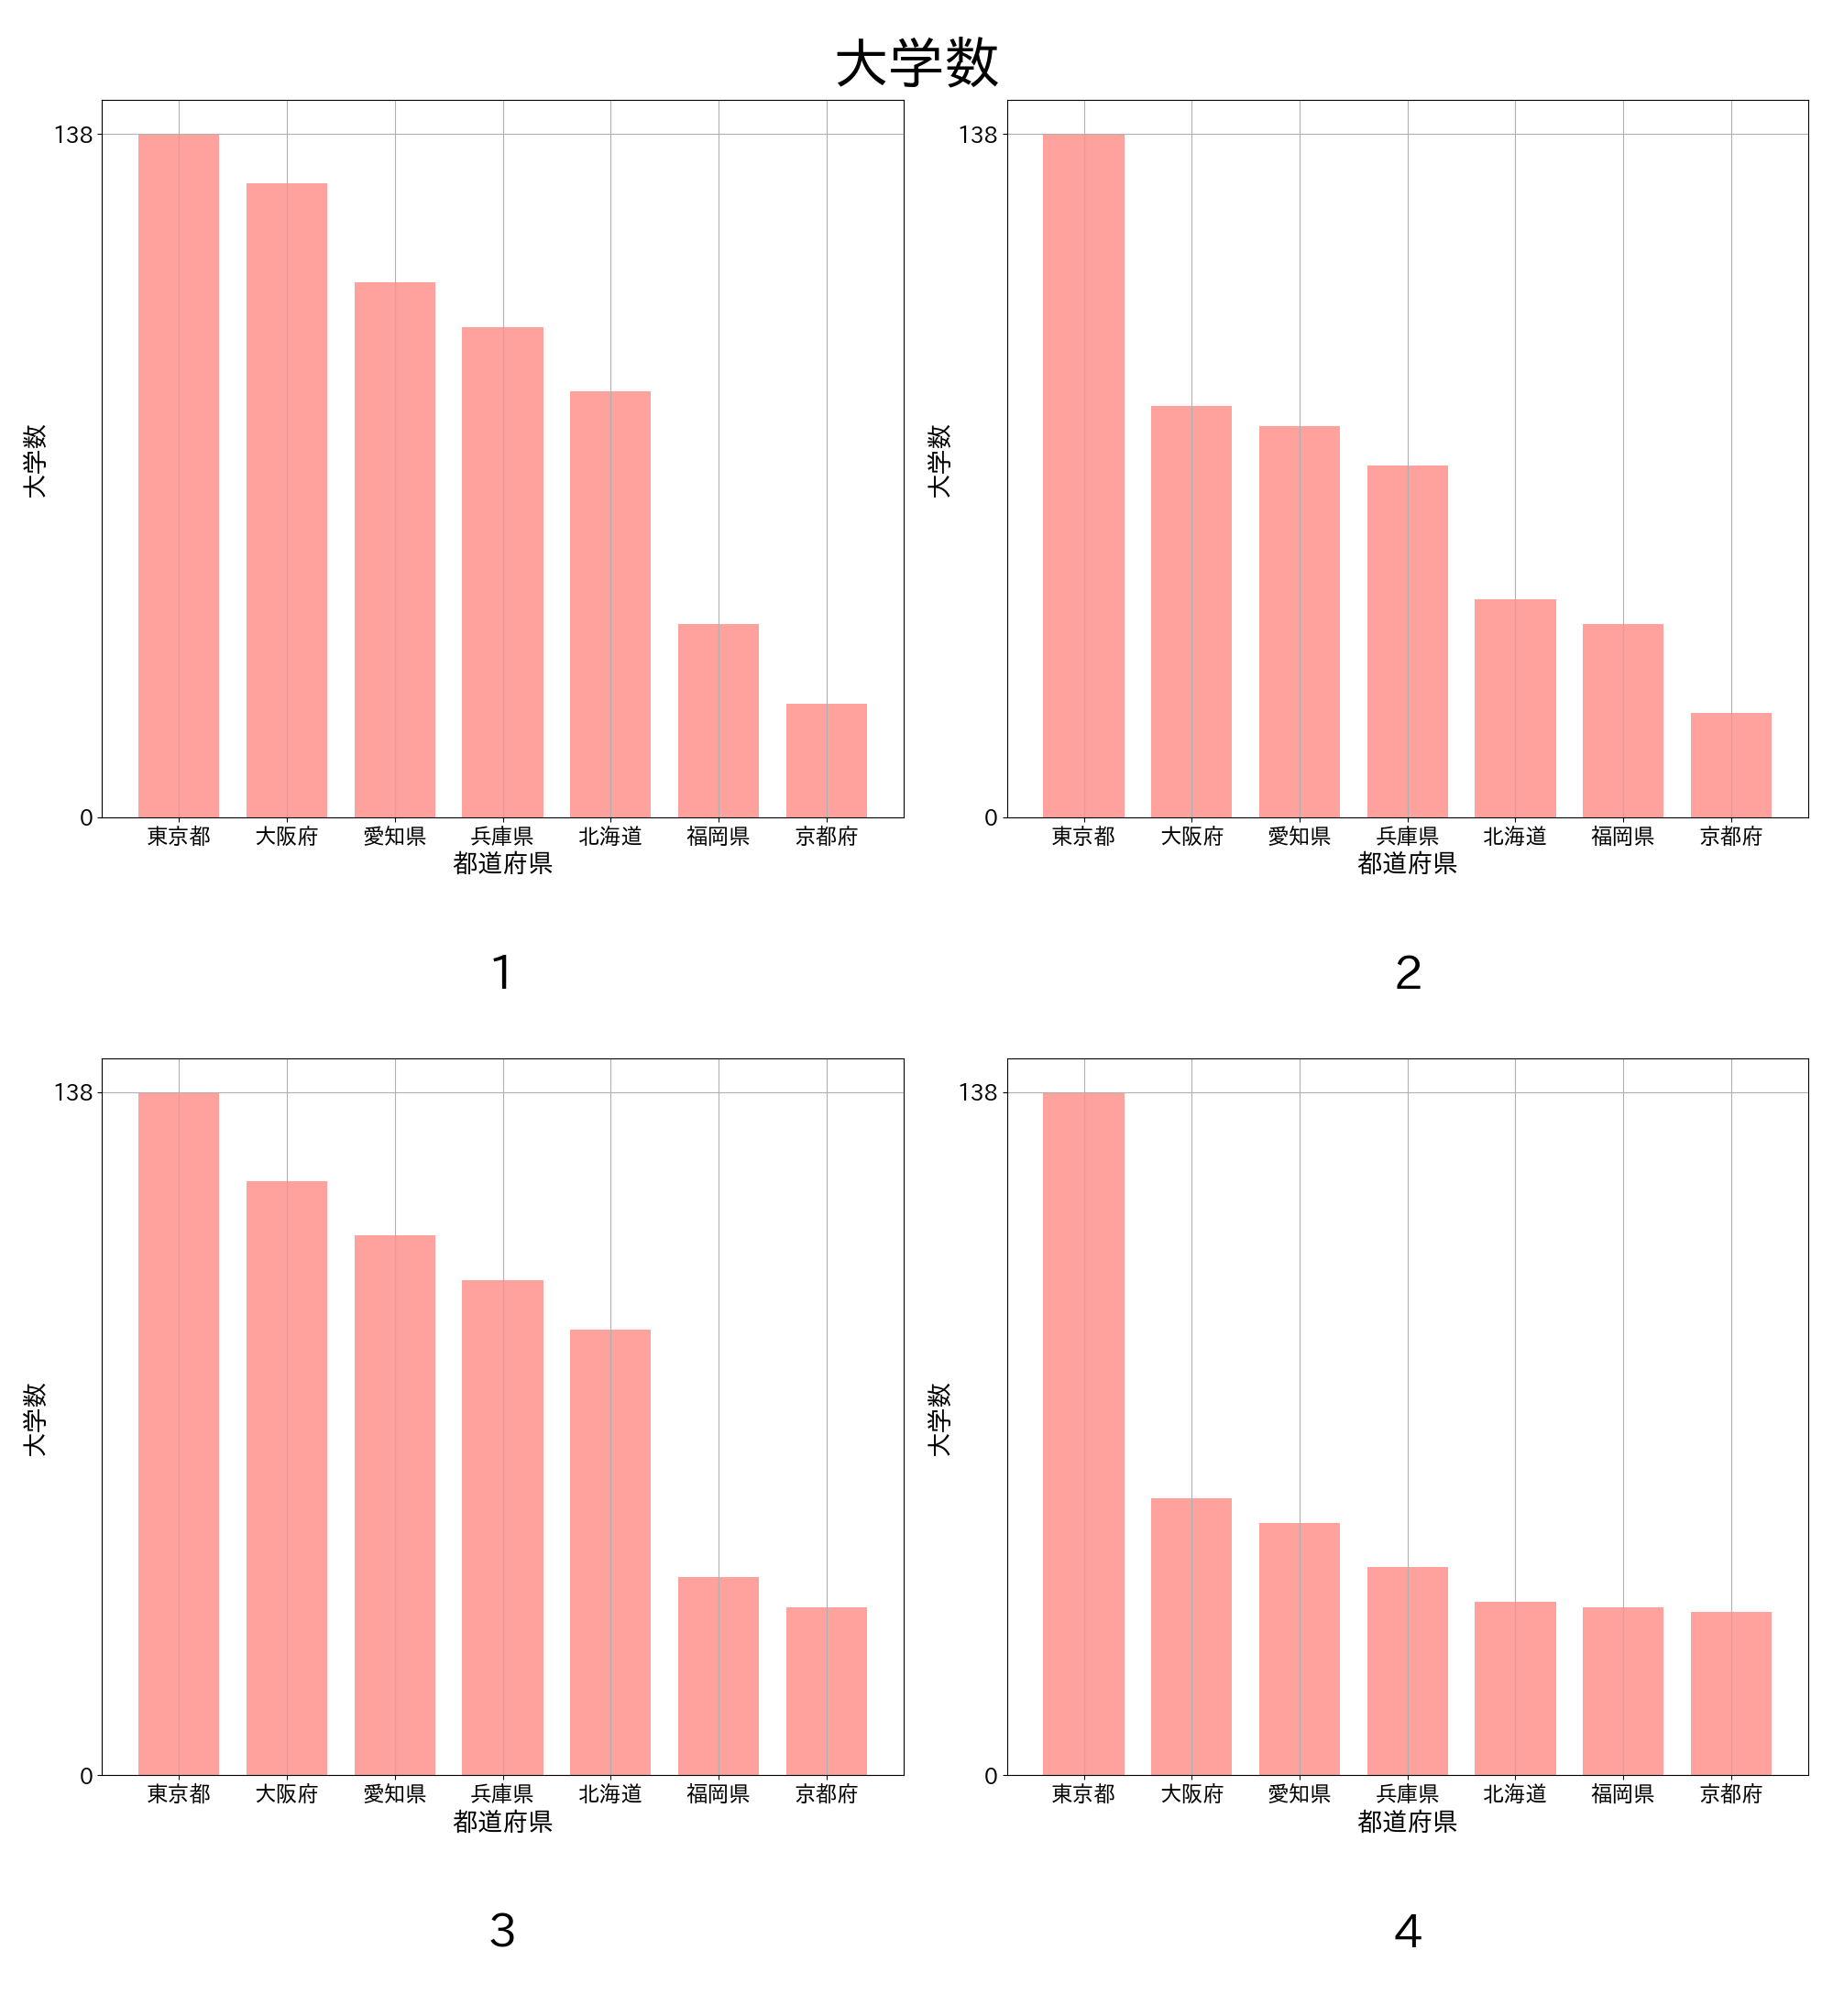 大学数
138
0
大学数
東京都 大阪府 愛知県 兵庫県 北海道 福岡県 京都府
都道府県
1
138
0
大学数
東京都 大阪府 愛知県 兵庫県 北海道 福岡県 京都府
都道府県
2
138
0
大学数
東京都 大阪府 愛知県 兵庫県 北海道 福岡県 京都府
都道府県
3
138
0
大学数
東京都 大阪府 愛知県 兵庫県 北海道 福岡県 京都府
都道府県
4